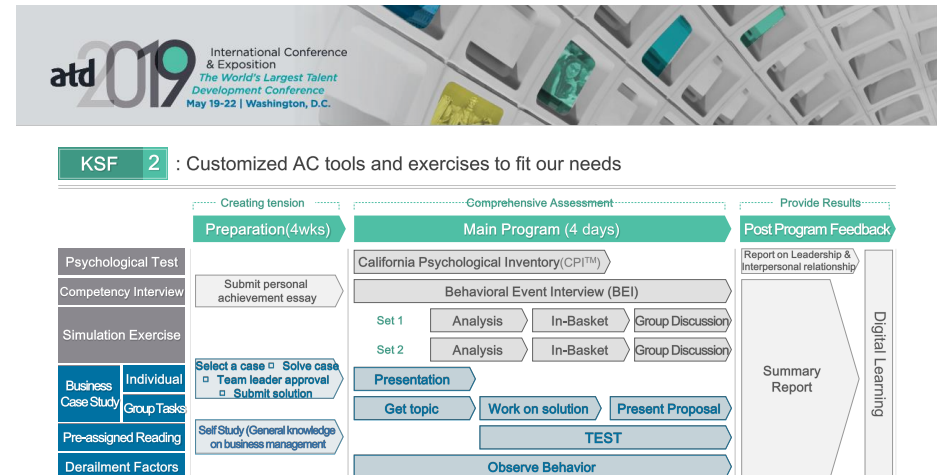 atd 2019
International Conference
& Exposition
The World's Largest Talent
Development Conference
May 19-22 | Washington, D.C.
KSF 2 : Customized AC tools and exercises to fit our needs
Creating tension Comprehensive Assessment Provide Results
Preparation(4wks) Main Program (4 days) Post Program Feedback
Psychological Test California Psychological Inventory(CPI™) Report on Leadership &
Interpersonal relationship
Competency Interview Submit personal
achievement essay Behavioral Event Interview (BEI)
Simulation Exercise
Set 1 Analysis In-Basket Group Discussion
Set 2 Analysis In-Basket Group Discussion
Business
Case Study
Individual
Group Tasks
Select a case □ Solve case
□ Team leader approval
□ Submit solution
Presentation
Get topic Work on solution Present Proposal
Pre-assigned Reading Self Study (General knowledge
on business management TEST
Derailment Factors Observe Behavior
Summary
Report
Digital Learning